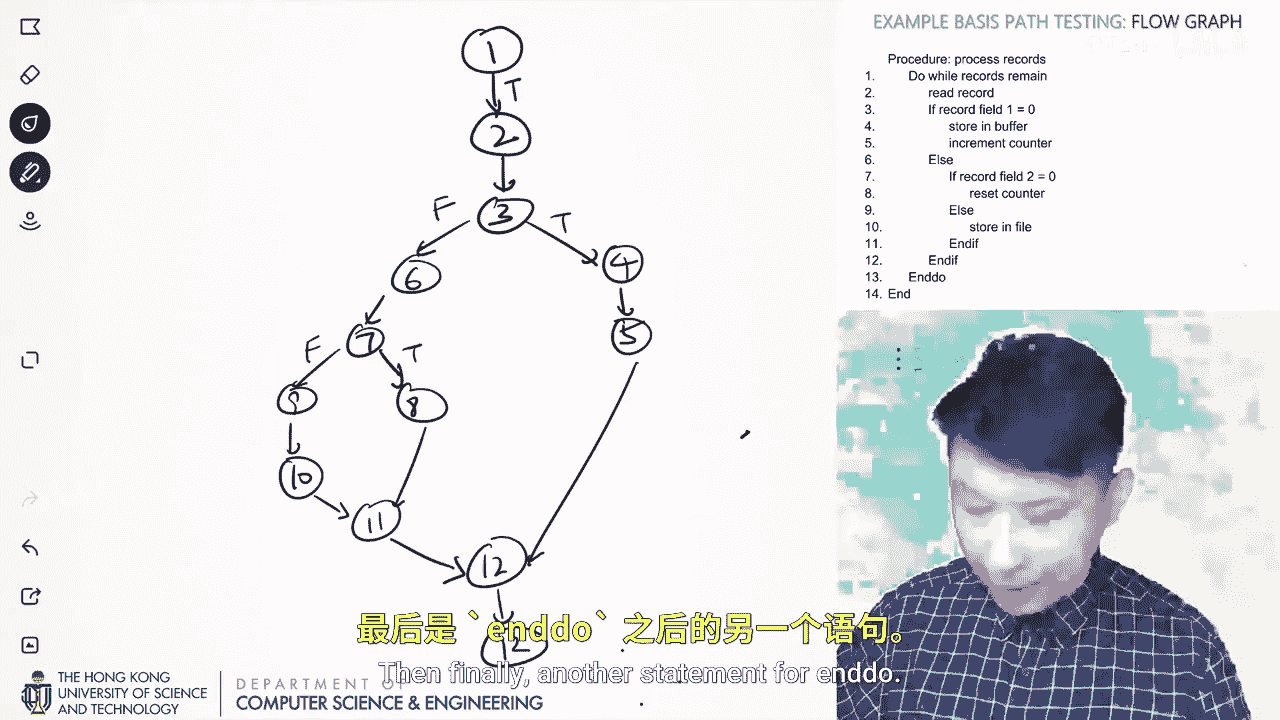 EXAMPLE BASIS PATH TESTING: FLOW GRAPH
Procedure: process records
1. Do while records remain
2. read record
3. If record field 1 = 0
4. store in buffer
5. increment counter
6. Else
7. If record field 2 = 0
8. reset counter
9. Else
10. store in file
11. Endif
12. Endif
13. Enddo
14. End
1
T
2
3
F
T
6
4
7
5
F
T
9
8
10
11
12
最后是 `enddo` 之后的另一个语句。
Then finally, another statement for enddo.
THE HONG KONG
UNIVERSITY OF SCIENCE
AND TECHNOLOGY
DEPARTMENT OF
COMPUTER SCIENCE & ENGINEERING